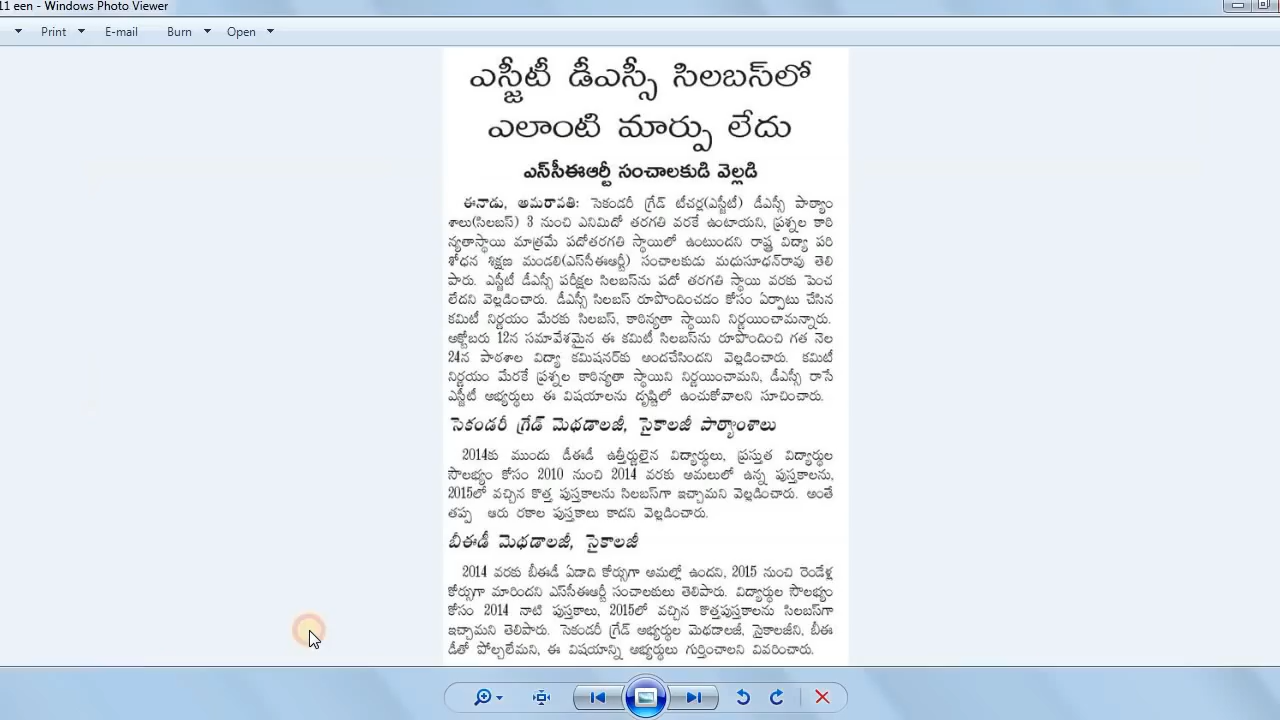 11 een - Windows Photo Viewer
Print E-mail Burn Open
ఎస్జీటీ డీఎస్సీ సిలబస్‌లో
ఎలాంటి మార్పు లేదు
ఎస్‌సీఈఆర్టీ సంచాలకుడి వెల్లడి
ఈనాడు, అమరావతి: సెకండరీ గ్రేడ్ టీచర్ల(ఎస్జీటీ) డీఎస్సీ పాఠ్యాం
శాలు(సిలబస్) 3 నుంచి ఎనిమిదో తరగతి వరకే ఉంటాయని, ప్రశ్నల కాఠి
న్యతాస్థాయి మాత్రమే పదోతరగతి స్థాయిలో ఉంటుందని రాష్ట్ర విద్యా పరి
శోధన శిక్షణ మండలి(ఎస్‌సీఈఆర్టీ) సంచాలకుడు మధుసూధన్‌రావు తెలి
పారు. ఎస్జీటీ డీఎస్సీ పరీక్షల సిలబస్‌ను పదో తరగతి స్థాయి వరకు పెంచ
లేదని వెల్లడించారు. డీఎస్సీ సిలబస్ రూపొందించడం కోసం ఏర్పాటు చేసిన
కమిటీ నిర్ణయం మేరకు సిలబస్, కాఠిన్యతా స్థాయిని నిర్ణయించామన్నారు.
అక్టోబరు 12న సమావేశమైన ఈ కమిటీ సిలబస్‌ను రూపొందించి గత నెల
24న పాఠశాల విద్యా కమిషనర్‌కు అందచేసిందని వెల్లడించారు. కమిటీ
నిర్ణయం మేరకే ప్రశ్నల కాఠిన్యతా స్థాయిని నిర్ణయించామని, డీఎస్సీ రాసే
ఎస్జీటీ అభ్యర్థులు ఈ విషయాలను దృష్టిలో ఉంచుకోవాలని సూచించారు.
సెకండరీ గ్రేడ్ మెథడాలజీ, సైకాలజీ పాఠ్యాంశాలు
2014కు ముందు డీఈడీ ఉత్తీర్ణులైన విద్యార్థులు, ప్రస్తుత విద్యార్థుల
సౌలభ్యం కోసం 2010 నుంచి 2014 వరకు అమలులో ఉన్న పుస్తకాలను,
2015లో వచ్చిన కొత్త పుస్తకాలను సిలబస్‌గా ఇచ్చామని వెల్లడించారు. అంతే
తప్ప ఆరు రకాల పుస్తకాలు కాదని వెల్లడించారు.
బీఈడీ మెథడాలజీ, సైకాలజీ
2014 వరకు బీఈడీ ఏడాది కోర్సుగా అమల్లో ఉందని, 2015 నుంచి రెండేళ్ల
కోర్సుగా మారిందని ఎస్‌సీఈఆర్టీ సంచాలకులు తెలిపారు. విద్యార్థుల సౌలభ్యం
కోసం 2014 నాటి పుస్తకాలు, 2015లో వచ్చిన కొత్తపుస్తకాలను సిలబస్‌గా
ఇచ్చామని తెలిపారు. సెకండరీ గ్రేడ్ అభ్యర్థుల మెథడాలజీ, సైకాలజీని, బీఈ
డీతో పోల్చలేమని, ఈ విషయాన్ని అభ్యర్థులు గుర్తించాలని వివరించారు.